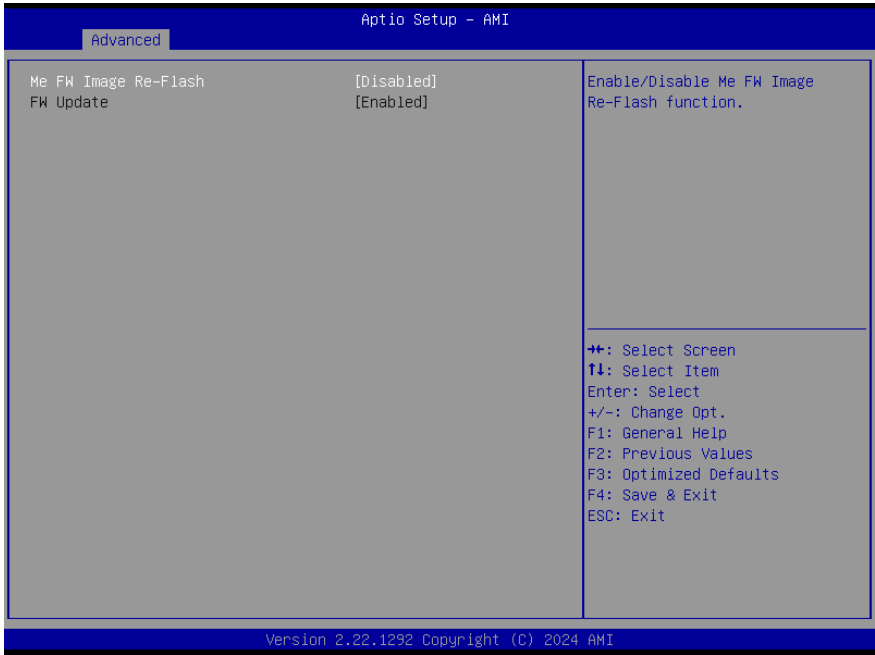 Aptio Setup – AMI
Advanced
Me FW Image Re-Flash [Disabled]
FW Update [Enabled]
Enable/Disable Me FW Image
Re-Flash function.
→←: Select Screen
↑↓: Select Item
Enter: Select
+/-: Change Opt.
F1: General Help
F2: Previous Values
F3: Optimized Defaults
F4: Save & Exit
ESC: Exit
Version 2.22.1292 Copyright (C) 2024 AMI